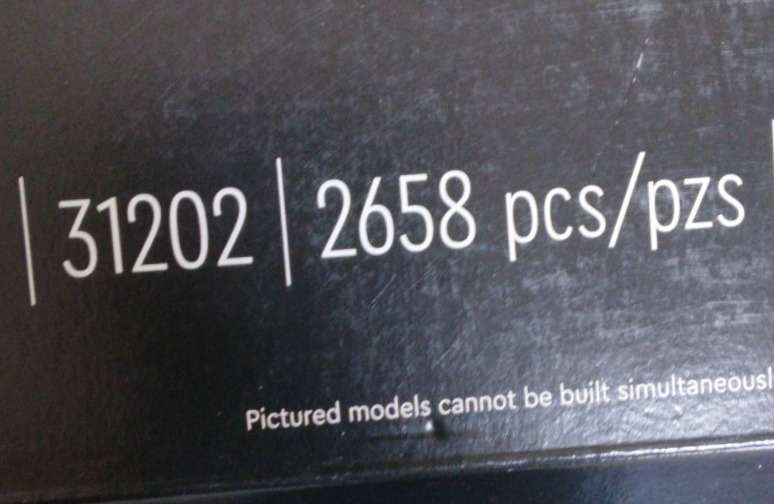 31202 | 2658 pcs/pzs
Pictured models cannot be built simultaneousl